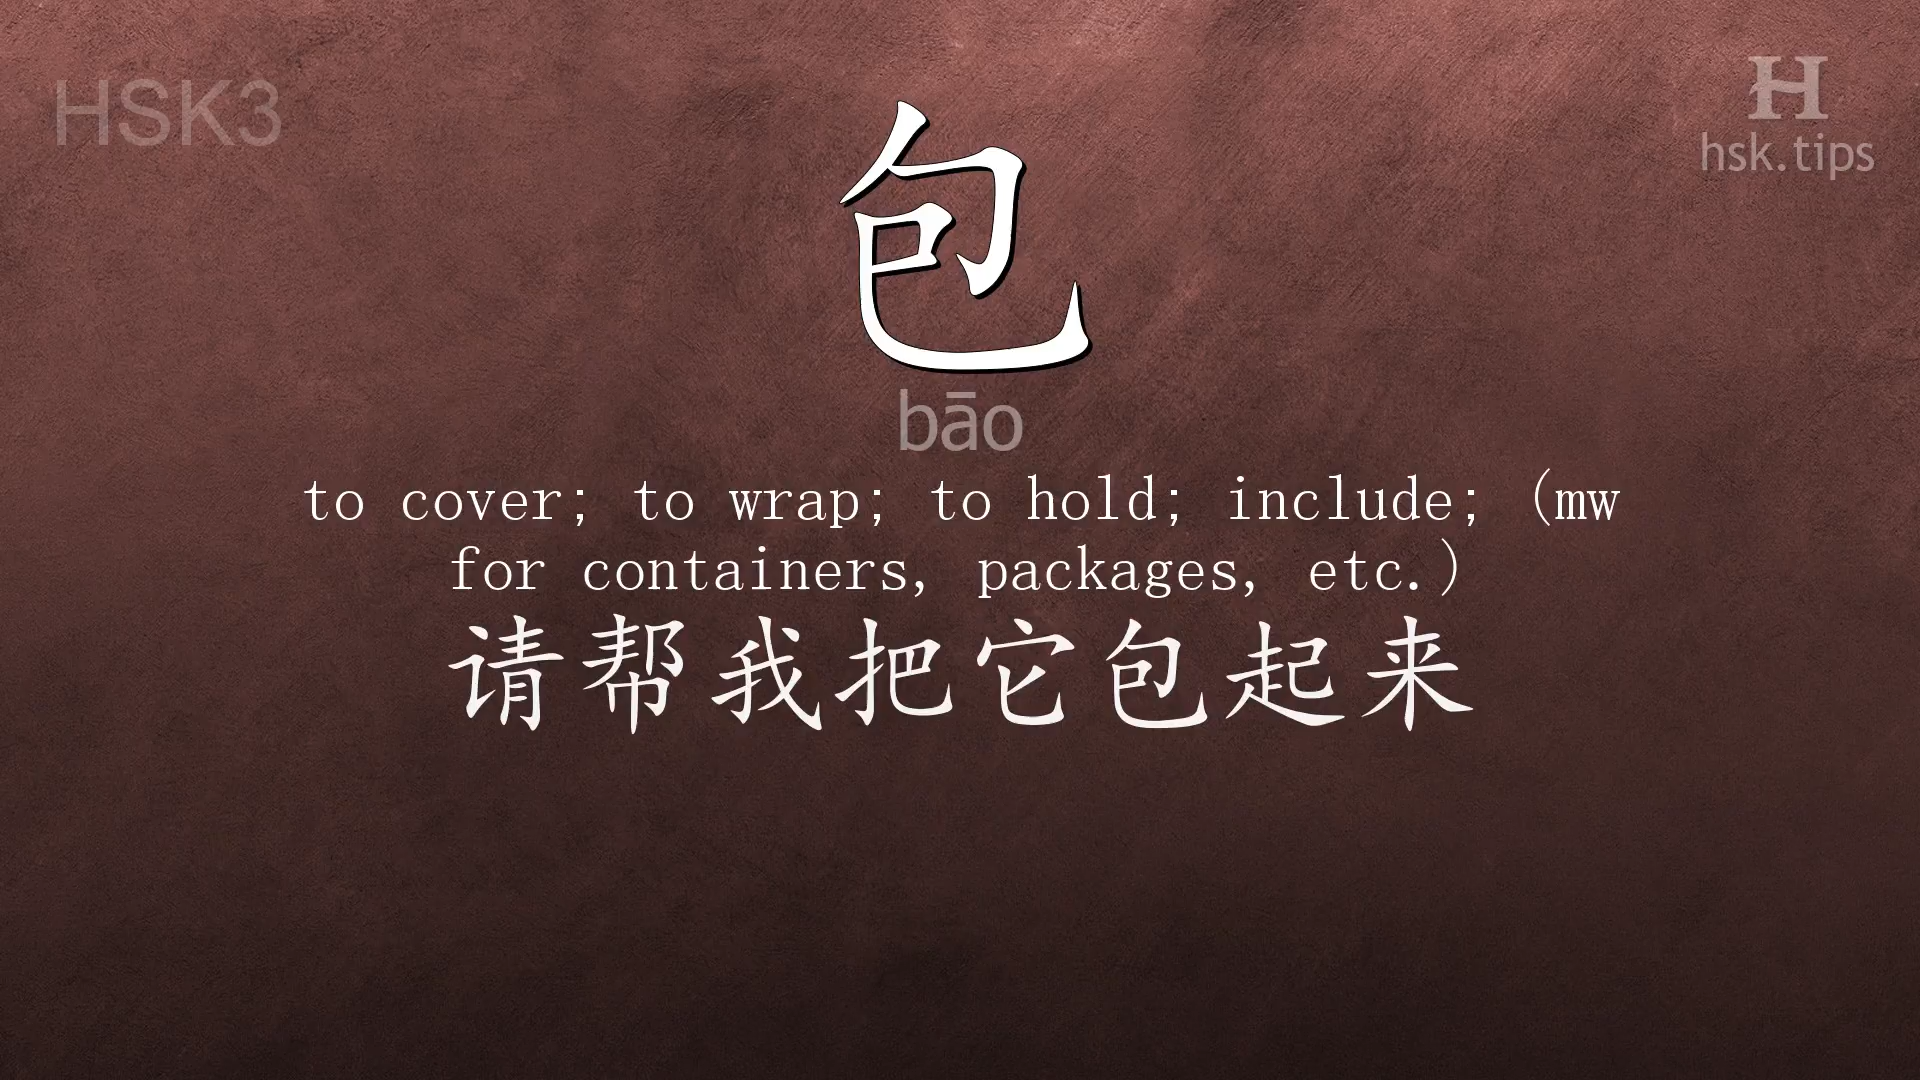 HSK3
H
hsk.tips
包
bāo
to cover; to wrap; to hold; include; (mw
for containers, packages, etc.)
请帮我把它包起来